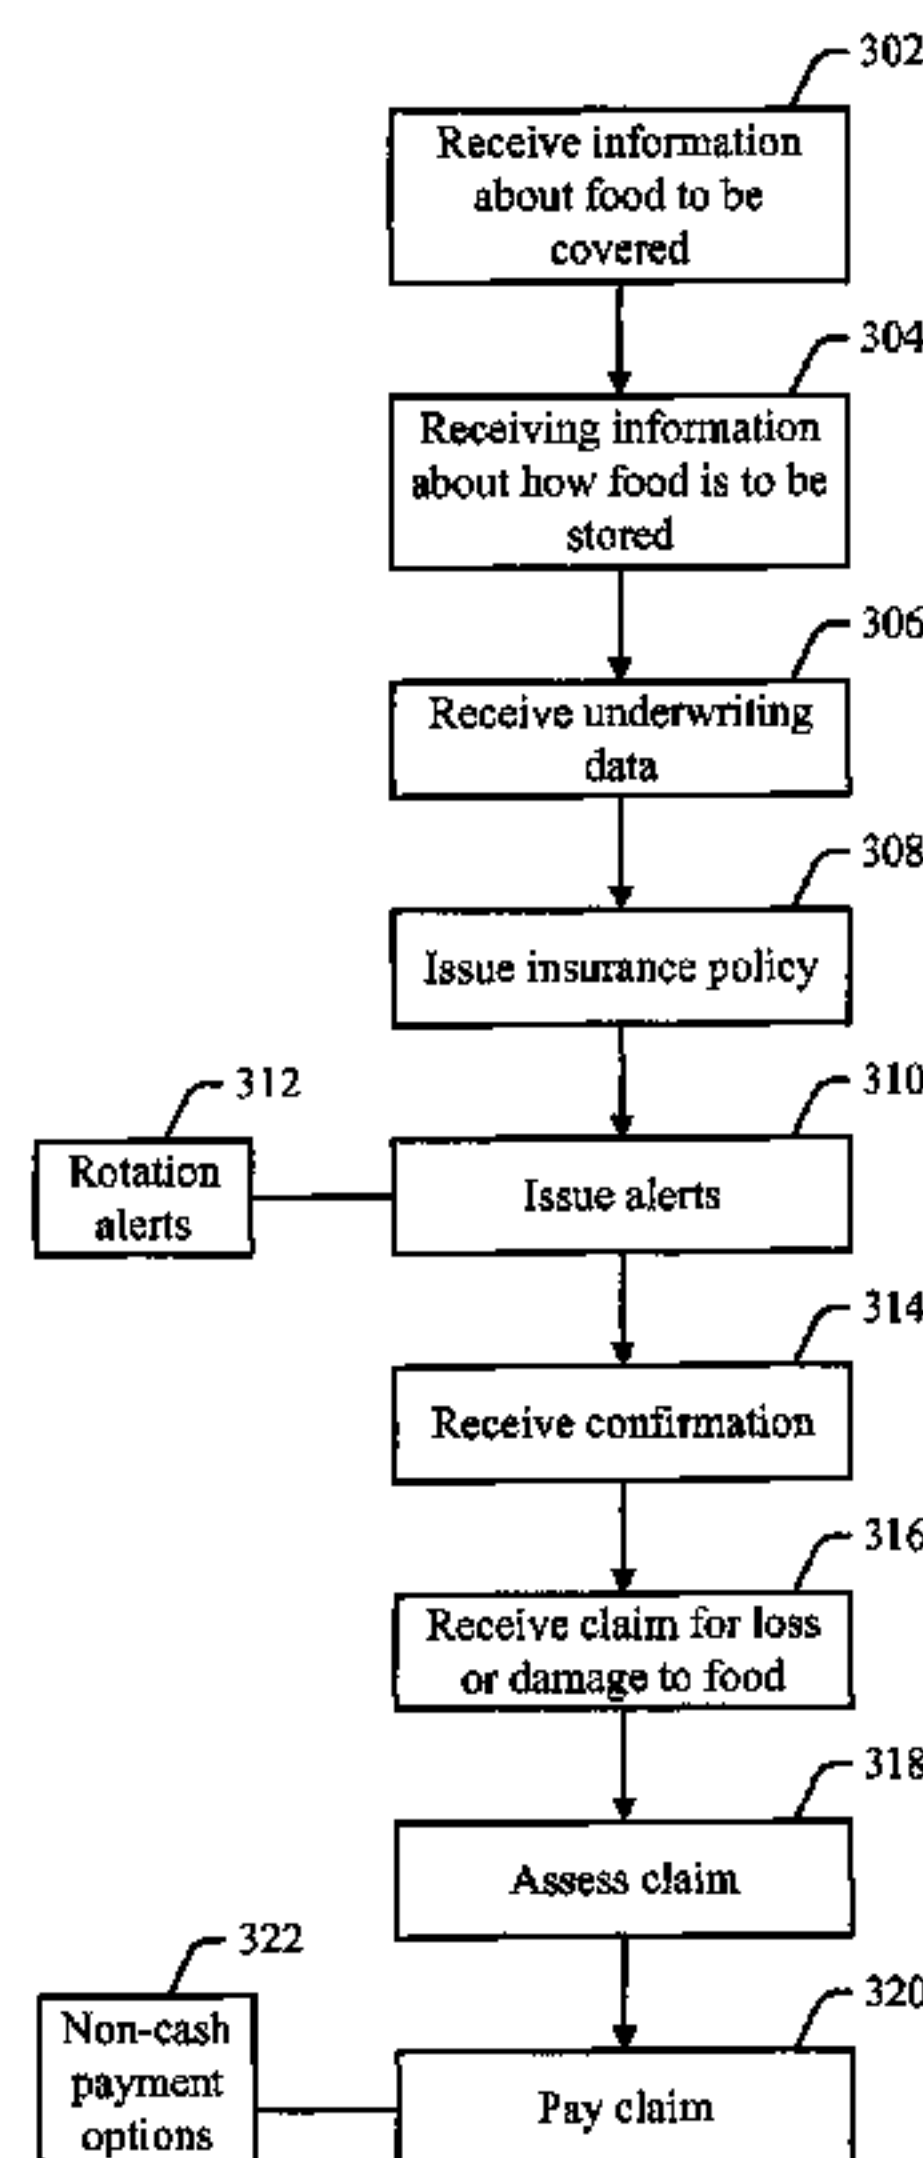 302
Receive information
about food to be
covered
304
Receiving information
about how food is to be
stored
306
Receive underwriting
data
308
Issue insurance policy
312
310
Rotation
alerts
Issue alerts
314
Receive confirmation
316
Receive claim for loss
or damage to food
318
Assess claim
322
320
Non-cash
payment
options
Pay claim